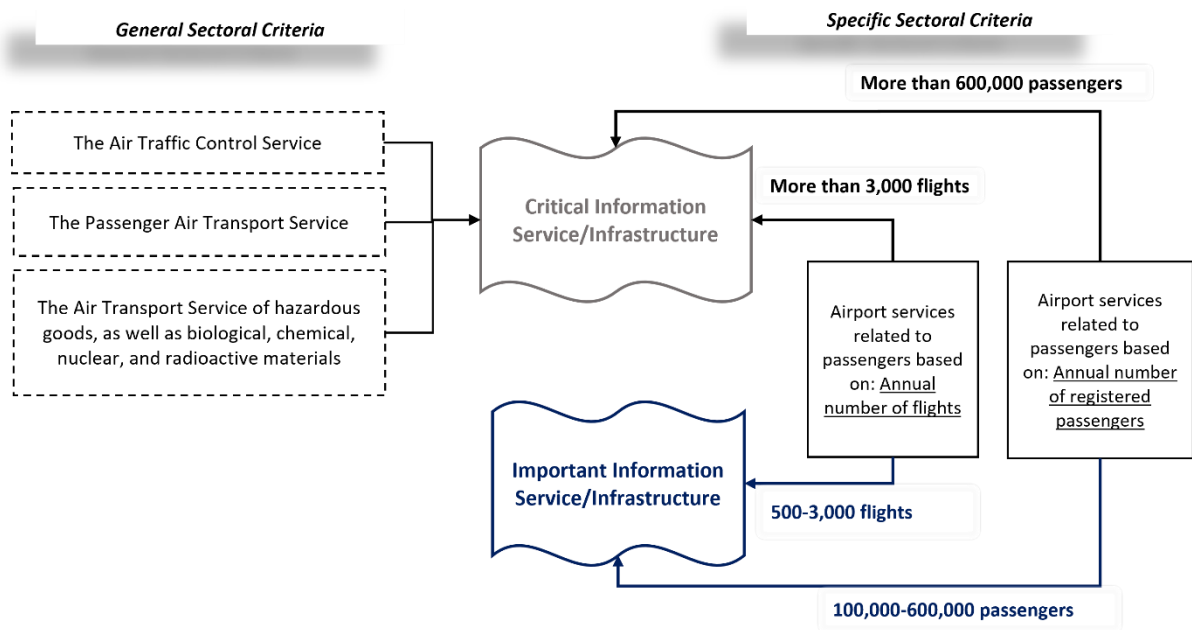 General Sectoral Criteria
Specific Sectoral Criteria
More than 600,000 passengers
The Air Traffic Control Service
More than 3,000 flights
Critical Information
Service/Infrastructure
The Passenger Air Transport Service
The Air Transport Service of hazardous
goods, as well as biological, chemical,
nuclear, and radioactive materials
Airport services
related to
passengers based
on: Annual
number of flights
Airport services
related to
passengers based
on: Annual number
of registered
passengers
Important Information
Service/Infrastructure
500-3,000 flights
100,000-600,000 passengers